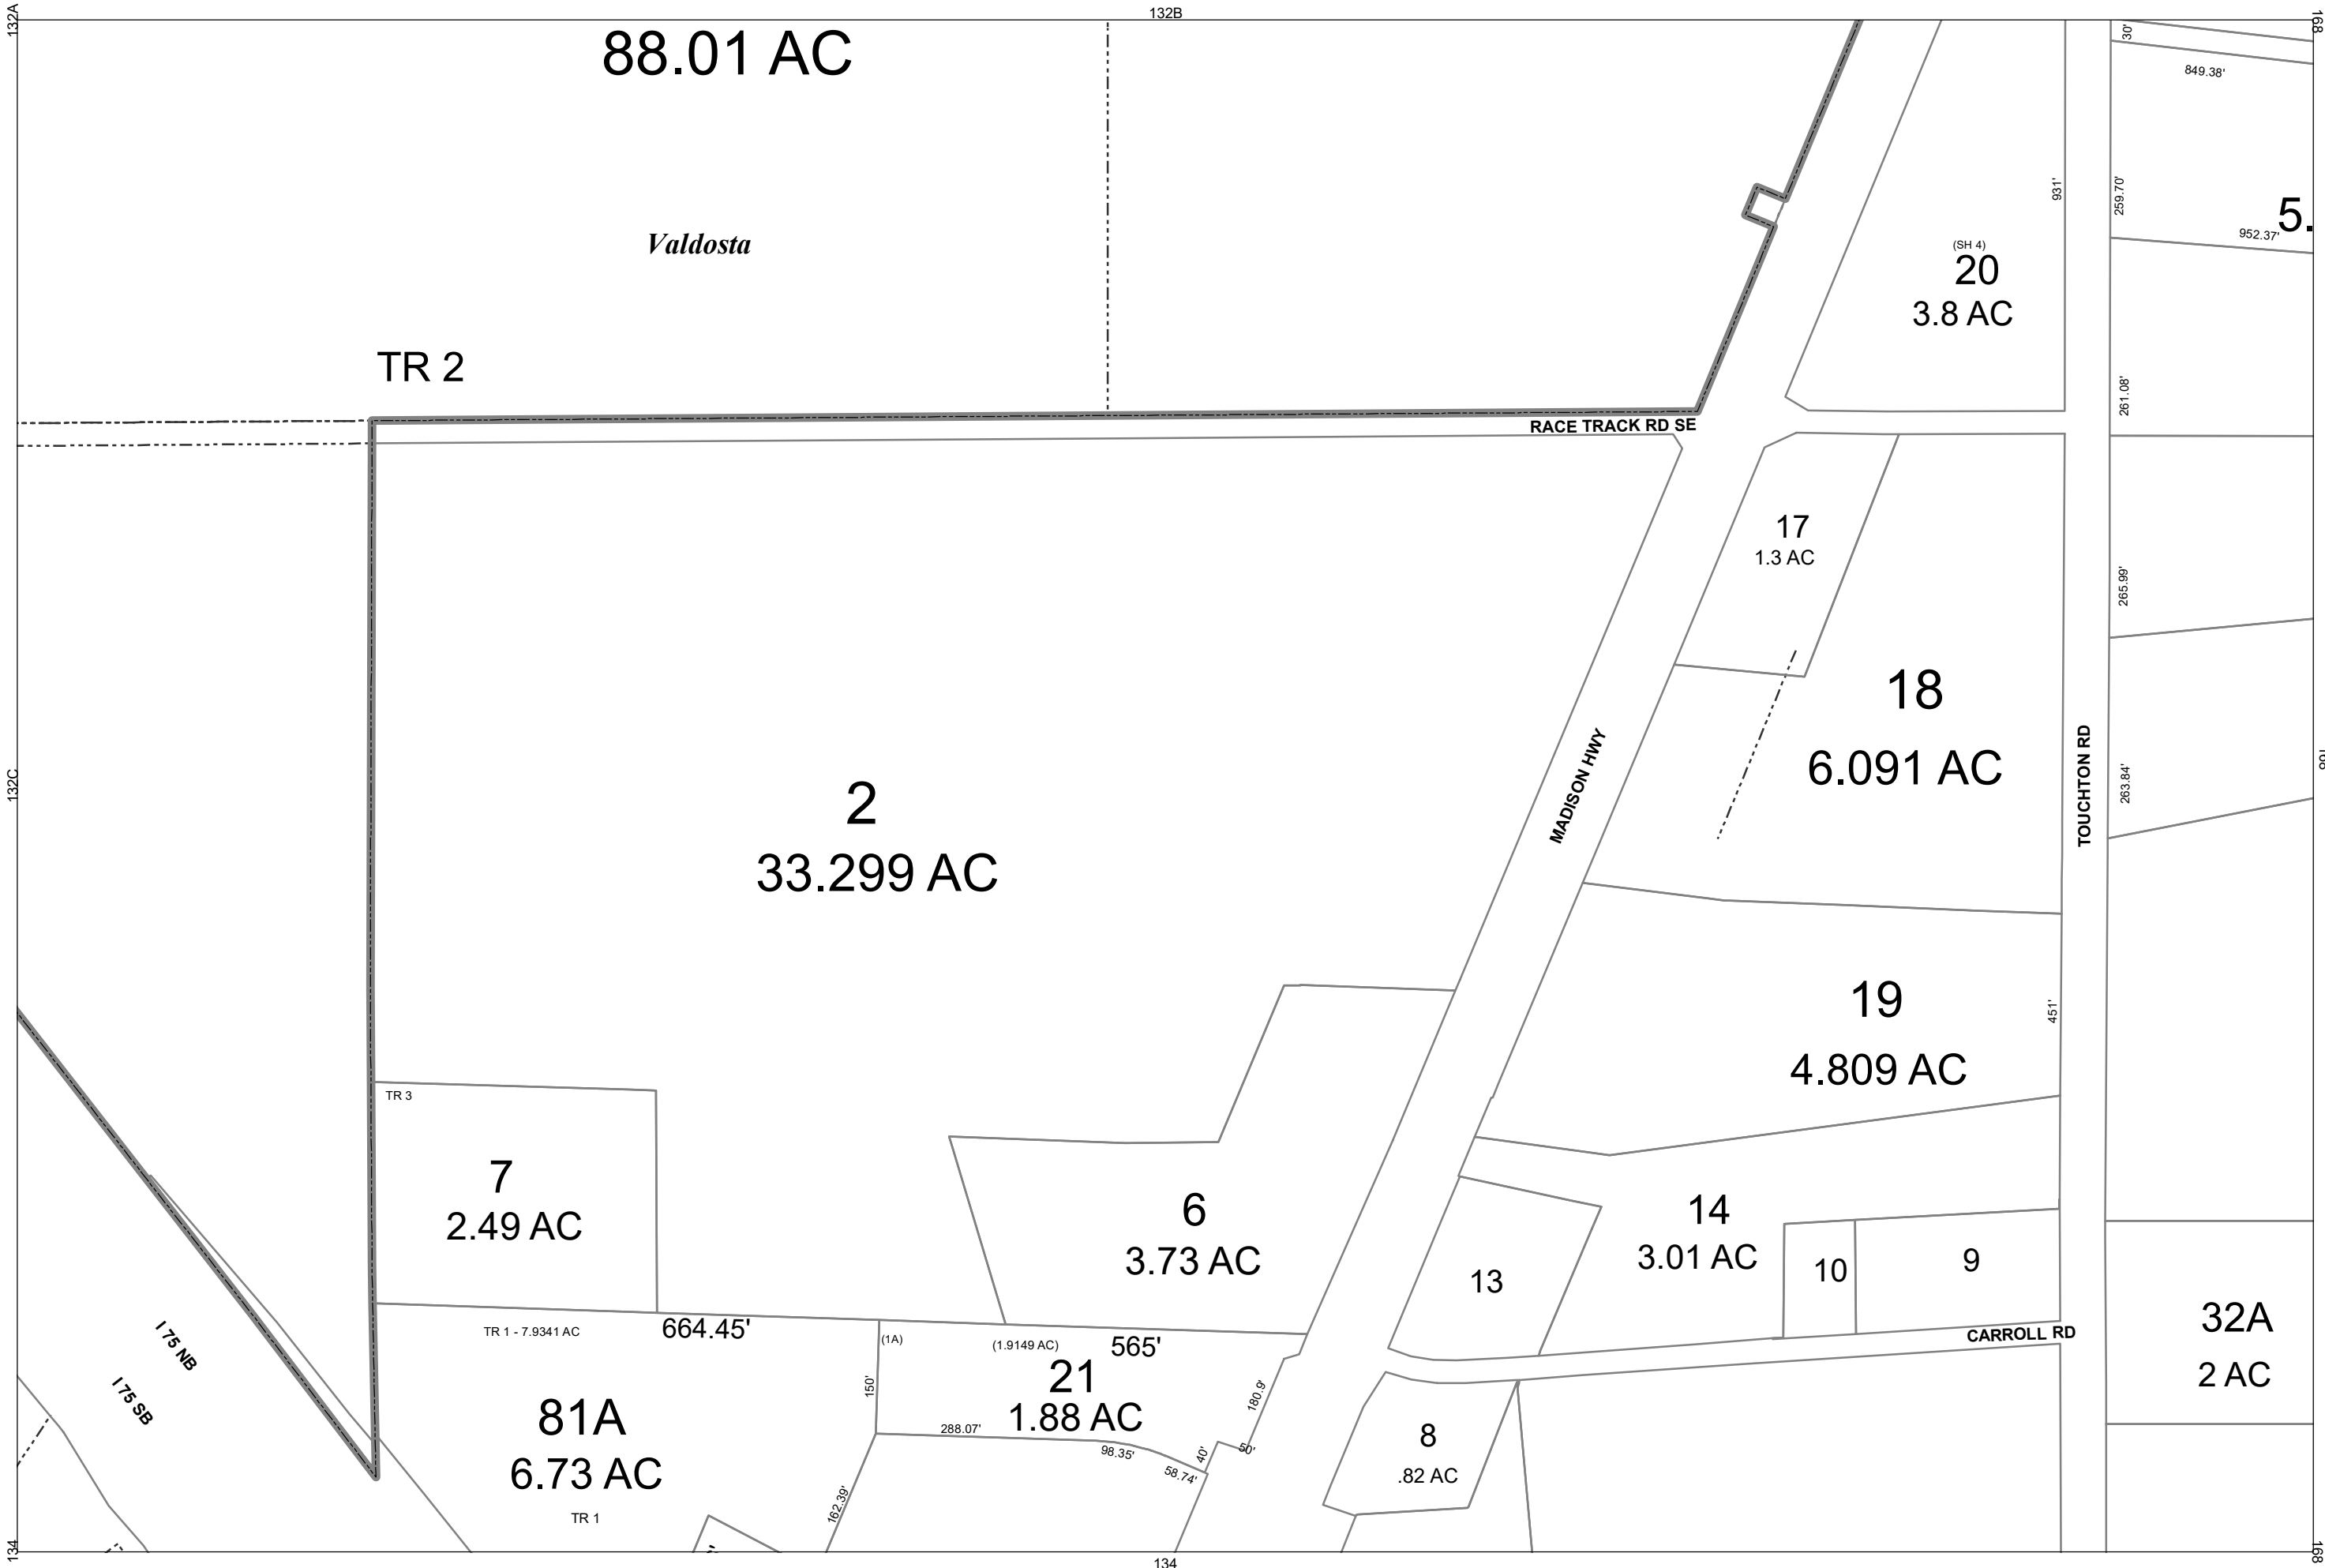 132A
132B
168
88.01 AC
30'
849.38'
Valdosta
931'
259.70'
5.
952.37'
(SH 4)
20
3.8 AC
TR 2
261.08'
RACE TRACK RD SE
17
1.3 AC
265.99'
18
6.091 AC
MADISON HWY
TOUCHTON RD
263.84'
132C
2
33.299 AC
19
4.809 AC
451'
TR 3
7
2.49 AC
6
3.73 AC
14
3.01 AC
13
10
9
32A
2 AC
CARROLL RD
I 75 NB
I 75 SB
TR 1 - 7.9341 AC
664.45'
(1A)
(1.9149 AC)
565'
21
1.88 AC
150'
180.9'
81A
6.73 AC
288.07'
98.35'
58.74'
40'
50'
8
.82 AC
162.39'
TR 1
134
134
168